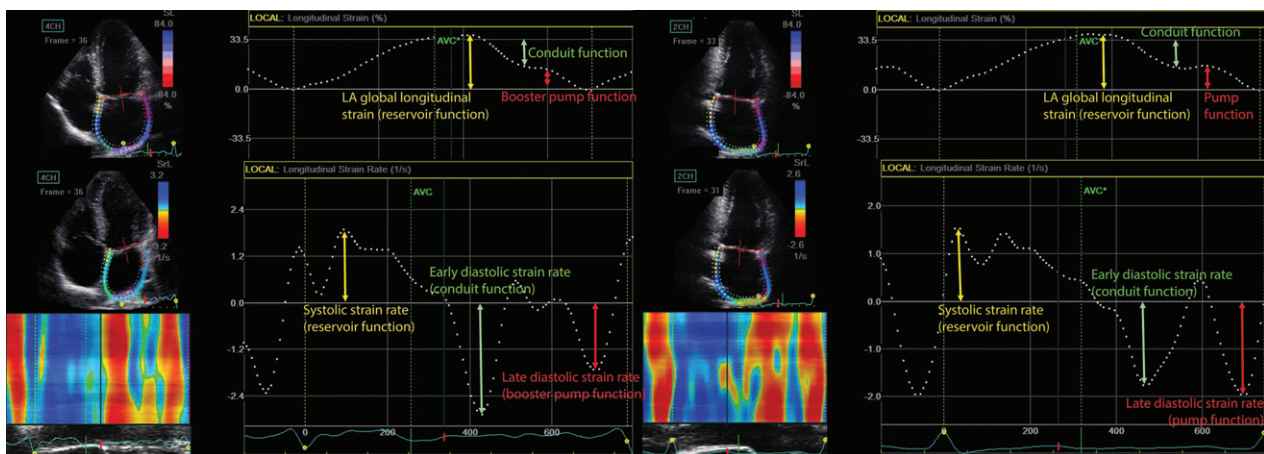 4CH
SL
84.0
Frame = 36
-84.0
%
LOCAL: Longitudinal Strain (%)
33.5
0.0
-33.5
AVC*
Conduit function
LA global longitudinal
strain (reservoir function)
Booster pump function
4CH
SrL
3.2
Frame = 36
-3.2
1/s
LOCAL: Longitudinal Strain Rate (1/s)
2.4
1.2
0.0
-1.2
-2.4
AVC
Systolic strain rate
(reservoir function)
Early diastolic strain rate
(conduit function)
Late diastolic strain rate
(booster pump function)
0
200
400
600
2CH
SL
84.0
Frame = 33
-84.0
%
LOCAL: Longitudinal Strain (%)
33.5
0.0
-33.5
AVC*
Conduit function
LA global longitudinal
strain (reservoir function)
Pump
function
2CH
SrL
2.6
Frame = 31
-2.6
1/s
LOCAL: Longitudinal Strain Rate (1/s)
2.0
1.0
0.0
-1.0
-2.0
AVC*
Systolic strain rate
(reservoir function)
Early diastolic strain rate
(conduit function)
Late diastolic strain rate
(pump function)
0
200
400
600